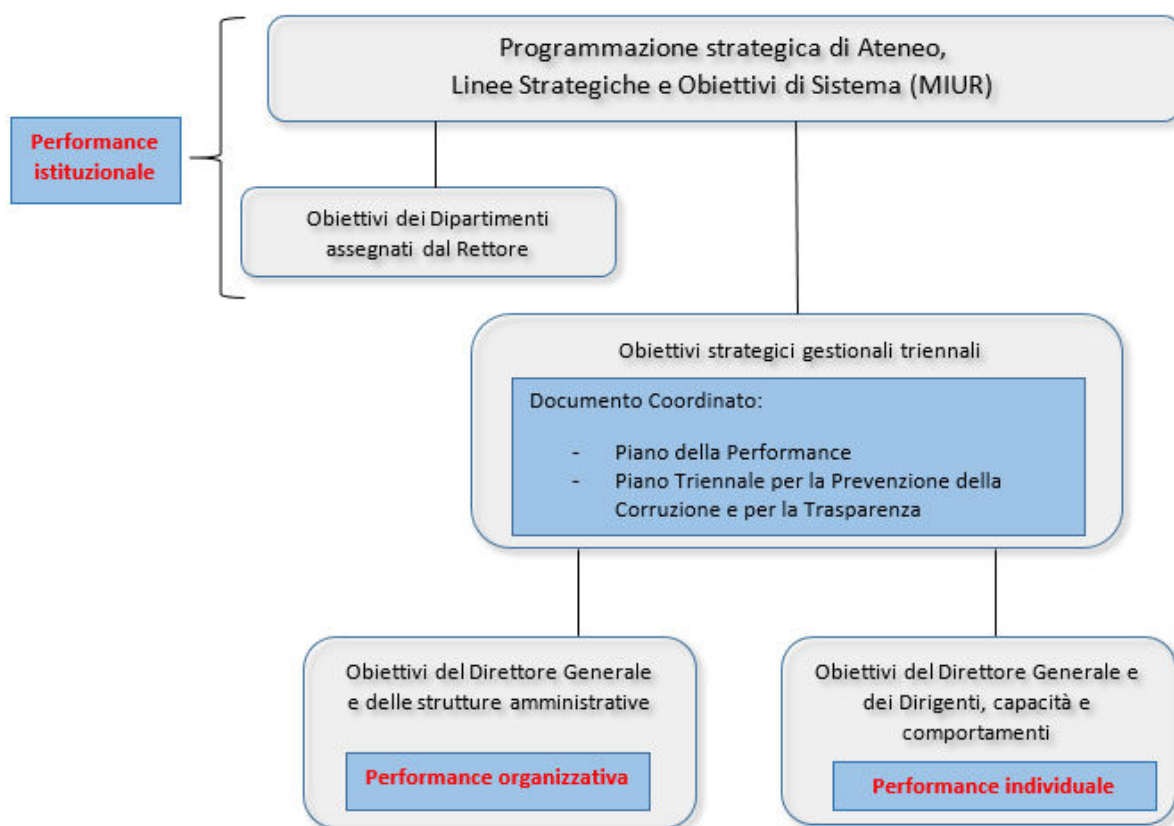 Programmazione strategica di Ateneo,
Linee Strategiche e Obiettivi di Sistema (MIUR)
Performance
istituzionale
Obiettivi dei Dipartimenti
assegnati dal Rettore
Obiettivi strategici gestionali triennali
Documento Coordinato:
- Piano della Performance
- Piano Triennale per la Prevenzione della
Corruzione e per la Trasparenza
Obiettivi del Direttore Generale
e delle strutture amministrative
Performance organizzativa
Obiettivi del Direttore Generale e
dei Dirigenti, capacità e
comportamenti
Performance individuale